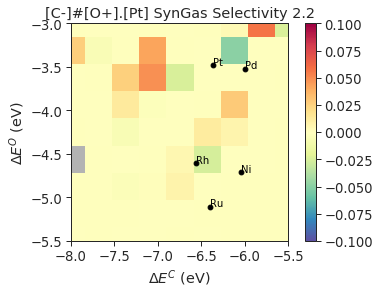 [C-]#[O+].[Pt] SynGas Selectivity 2.2
−3.0
−3.5
−4.0
−4.5
−5.0
−5.5
ΔE^O (eV)
Pt
Pd
Rh
Ni
Ru
−8.0 −7.5 −7.0 −6.5 −6.0 −5.5
ΔE^C (eV)
0.100
0.075
0.050
0.025
0.000
−0.025
−0.050
−0.075
−0.100